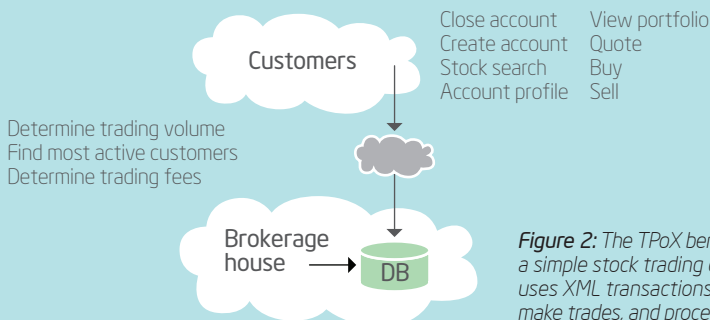 Close account View portfolio
Create account Quote
Stock search Buy
Account profile Sell
Customers
Determine trading volume
Find most active customers
Determine trading fees
Brokerage
house
DB
Figure 2: The TPoX
a simple stock trading
uses XML transactions
make trades, and